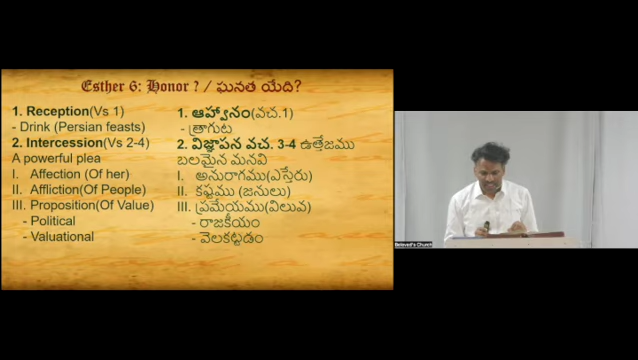 Esther 6: Honor ? / ఘనత యేది?
1. Reception(Vs 1)
- Drink (Persian feasts)
2. Intercession(Vs 2-4)
A powerful plea
I. Affection (Of her)
II. Affliction(Of People)
III. Proposition(Of Value)
- Political
- Valuational
1. ఆహ్వానం(వచ.1)
- త్రాగుట
2. విజ్ఞాపన వచ. 3-4 ఉత్తేజము
బలమైన మనవి
I. అనురాగము(ఎస్తేరు)
II. కష్టము (జనులు)
III. ప్రమేయము(విలువ)
- రాజకీయం
- వెలకట్టడం
Beloved's Church